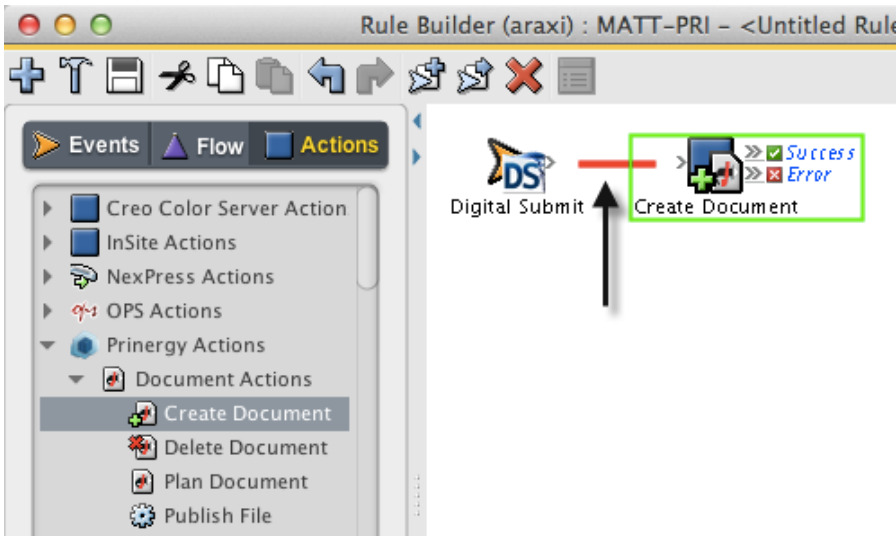 Rule Builder (araxi) : MATT-PRI – <Untitled Rule
Events Flow Actions
Creo Color Server Action
InSite Actions
NexPress Actions
OPS Actions
Prinergy Actions
Document Actions
Create Document
Delete Document
Plan Document
Publish File
DS
Digital Submit
Success
Error
Create Document